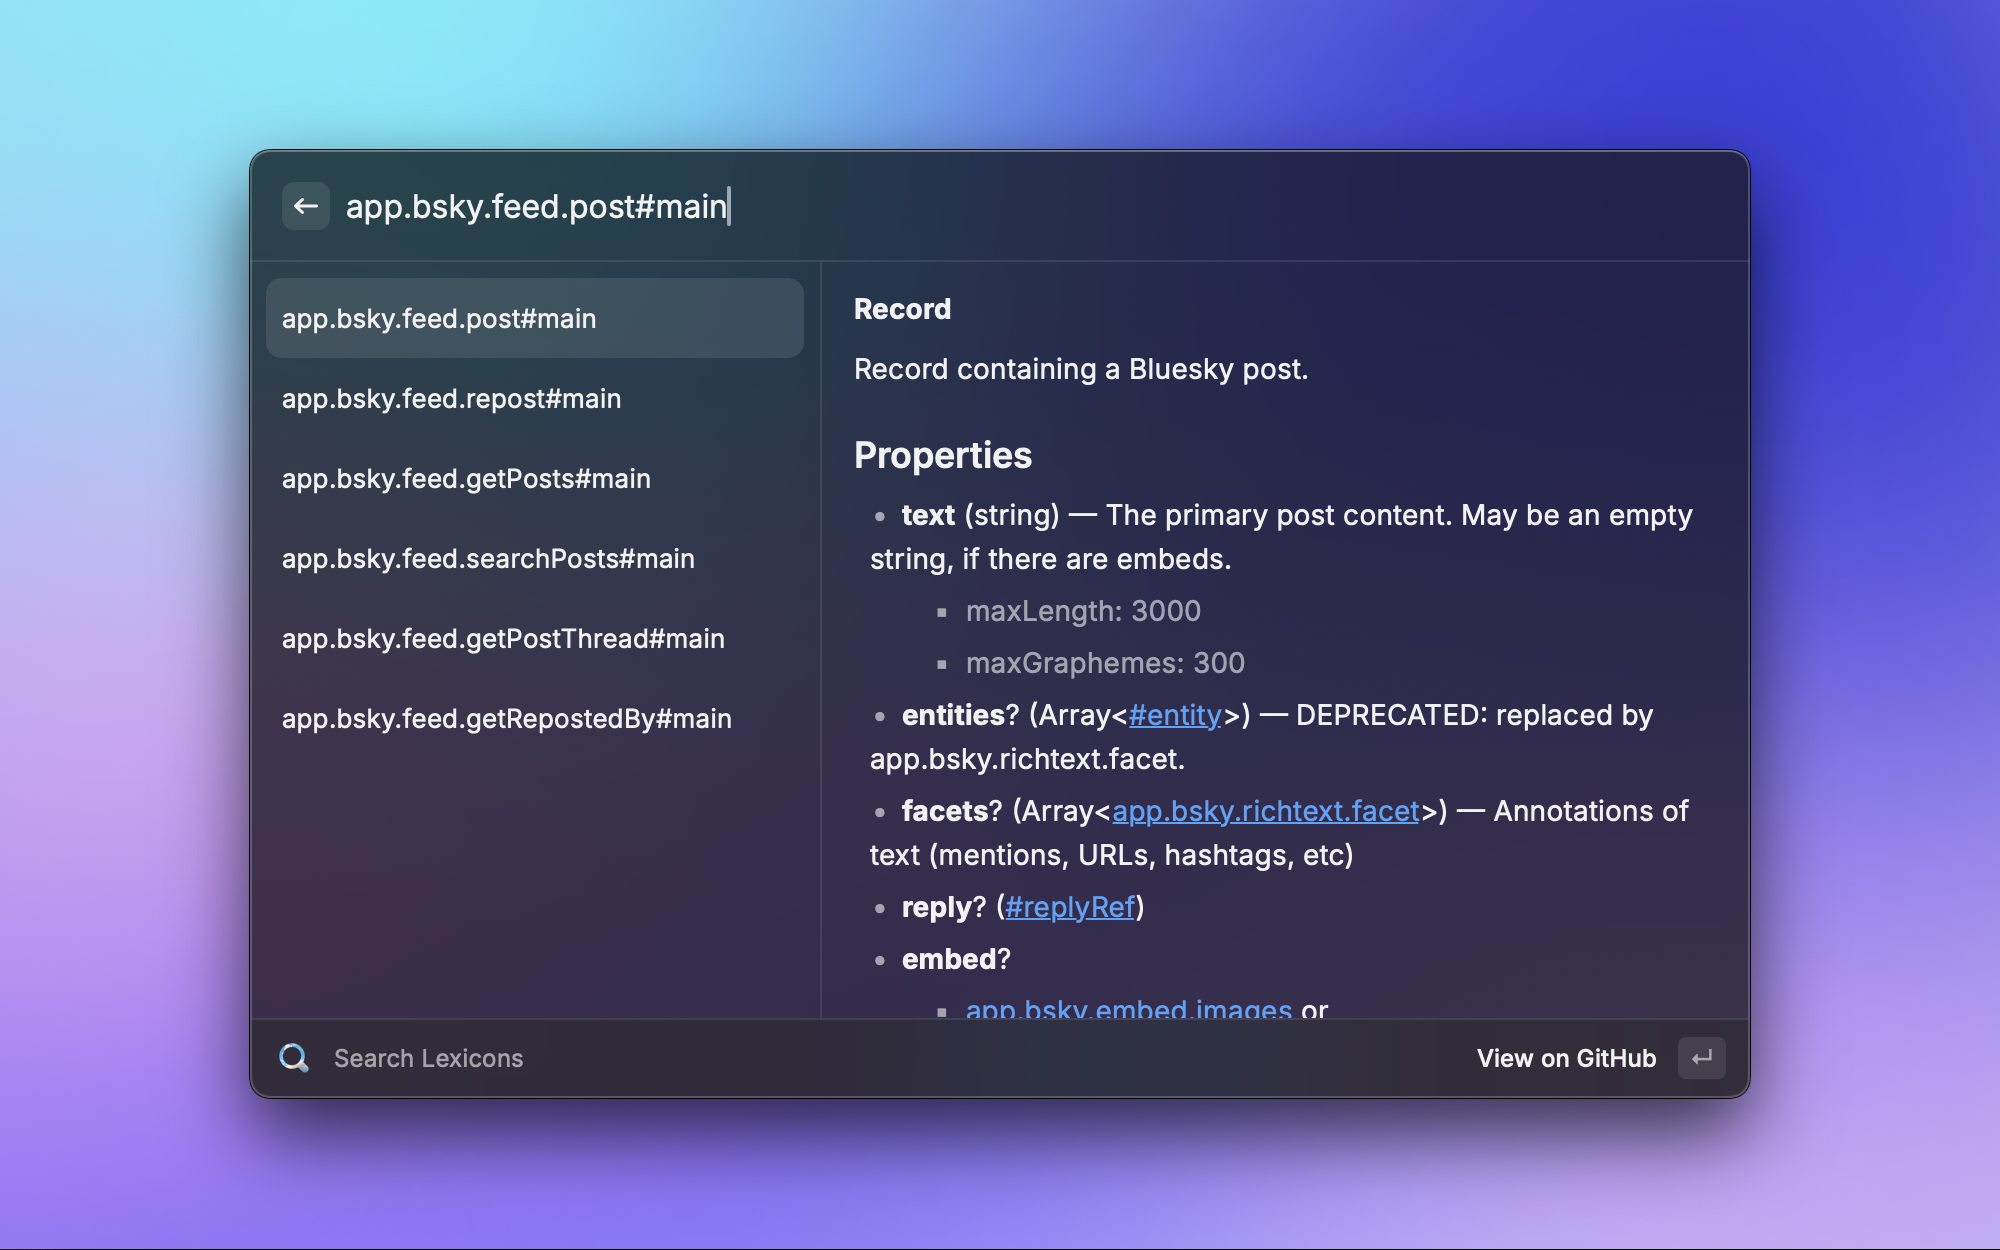 app.bsky.feed.post#main
app.bsky.feed.post#main
app.bsky.feed.repost#main
app.bsky.feed.getPosts#main
app.bsky.feed.searchPosts#main
app.bsky.feed.getPostThread#main
app.bsky.feed.getRepostedBy#main
Record
Record containing a Bluesky post.
Properties
• text (string) — The primary post content. May be an empty
string, if there are embeds.
▪ maxLength: 3000
▪ maxGraphemes: 300
• entities? (Array<#entity>) — DEPRECATED: replaced by
app.bsky.richtext.facet.
• facets? (Array<app.bsky.richtext.facet>) — Annotations of
text (mentions, URLs, hashtags, etc)
• reply? (#replyRef)
• embed?
▪ app.bsky.embed.images or
Search Lexicons
View on GitHub